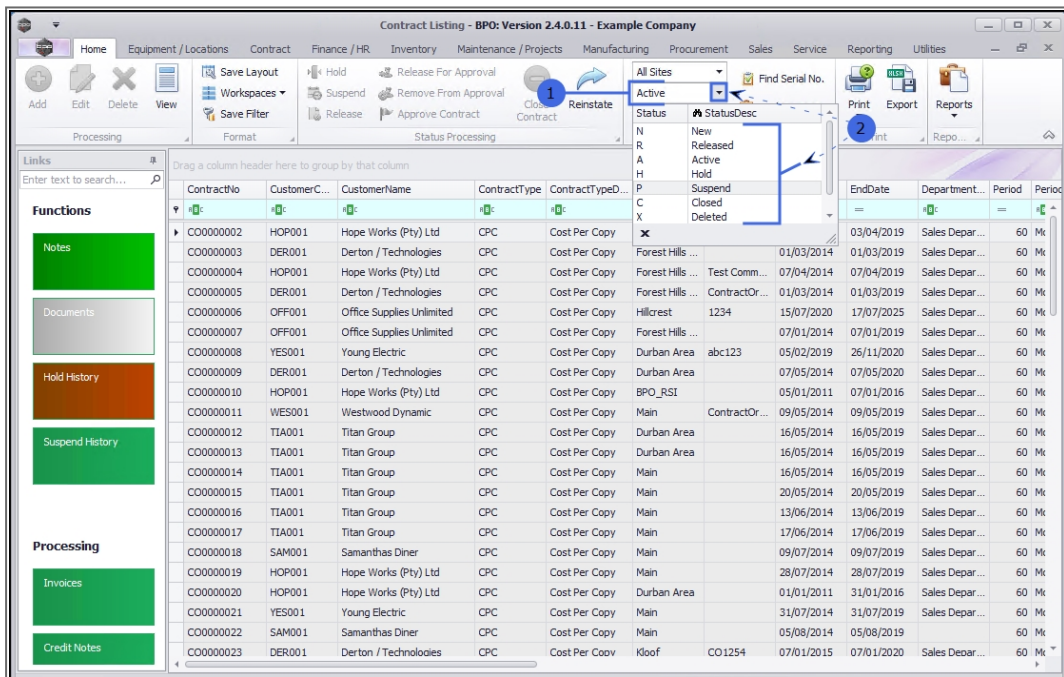 Contract Listing - BPO: Version 2.4.0.11 - Example Company
Home Equipment / Locations Contract Finance / HR Inventory Maintenance / Projects Manufacturing Procurement Sales Service Reporting Utilities
Add Edit Delete View
Processing
Save Layout
Workspaces
Save Filter
Format
Hold
Suspend
Release
Release For Approval
Remove From Approval
Approve Contract
Contract
Reinstate
Status Processing
All Sites
Active
Find Serial No.
Print Export
Reports
Repo...
1
2
Status StatusDesc
N New
R Released
A Active
H Hold
P Suspend
C Closed
X Deleted
Links
Enter text to search...
Functions
Notes
Documents
Hold History
Suspend History
Processing
Invoices
Credit Notes
Drag a column header here to group by that column
ContractNo CustomerC... CustomerName ContractType ContractTypeD... EndDate Department... Period Perio
CO0000002 HOP001 Hope Works (Pty) Ltd CPC Cost Per Copy 03/04/2019 Sales Depar... 60 Mo
CO0000003 DER001 Derton / Technologies CPC Cost Per Copy Forest Hills ... 01/03/2014 01/03/2019 Sales Depar... 60 Mo
CO0000004 HOP001 Hope Works (Pty) Ltd CPC Cost Per Copy Forest Hills ... Test Comm... 07/04/2014 07/04/2019 Sales Depar... 60 Mo
CO0000005 DER001 Derton / Technologies CPC Cost Per Copy Forest Hills ... ContractOr... 01/03/2014 01/03/2019 Sales Depar... 60 Mo
CO0000006 OFF001 Office Supplies Unlimited CPC Cost Per Copy Hillcrest 1234 15/07/2020 17/07/2025 Sales Depar... 60 Mo
CO0000007 OFF001 Office Supplies Unlimited CPC Cost Per Copy Forest Hills ... 07/01/2014 07/01/2019 Sales Depar... 60 Mo
CO0000008 YES001 Young Electric CPC Cost Per Copy Durban Area abc123 05/02/2019 26/11/2020 Sales Depar... 60 Mo
CO0000009 DER001 Derton / Technologies CPC Cost Per Copy Durban Area 07/05/2014 07/05/2020 Sales Depar... 60 Mo
CO0000010 HOP001 Hope Works (Pty) Ltd CPC Cost Per Copy BPO_RSI 05/01/2011 07/01/2016 Sales Depar... 60 Mo
CO0000011 WES001 Westwood Dynamic CPC Cost Per Copy Main ContractOr... 09/05/2014 09/05/2019 Sales Depar... 60 Mo
CO0000012 TIA001 Titan Group CPC Cost Per Copy Durban Area 16/05/2014 16/05/2019 Sales Depar... 60 Mo
CO0000013 TIA001 Titan Group CPC Cost Per Copy Durban Area 16/05/2014 16/05/2019 Sales Depar... 60 Mo
CO0000014 TIA001 Titan Group CPC Cost Per Copy Main 16/05/2014 16/05/2019 Sales Depar... 60 Mo
CO0000015 TIA001 Titan Group CPC Cost Per Copy Main 20/05/2014 20/05/2019 Sales Depar... 60 Mo
CO0000016 TIA001 Titan Group CPC Cost Per Copy Main 13/06/2014 13/06/2019 Sales Depar... 60 Mo
CO0000017 TIA001 Titan Group CPC Cost Per Copy Main 17/06/2014 17/06/2019 Sales Depar... 60 Mo
CO0000018 SAM001 Samanthas Diner CPC Cost Per Copy Main 09/07/2014 09/07/2019 Sales Depar... 60 Mo
CO0000019 HOP001 Hope Works (Pty) Ltd CPC Cost Per Copy Main 28/07/2014 28/07/2019 Sales Depar... 60 Mo
CO0000020 HOP001 Hope Works (Pty) Ltd CPC Cost Per Copy Durban Area 01/01/2011 31/01/2016 Sales Depar... 60 Mo
CO0000021 YES001 Young Electric CPC Cost Per Copy Main 31/07/2014 31/07/2019 Sales Depar... 60 Mo
CO0000022 SAM001 Samanthas Diner CPC Cost Per Copy Main 05/08/2014 05/08/2019 60 Mo
CO0000023 DER001 Derton / Technologies CPC Cost Per Copy Kloof CO1254 07/01/2015 07/01/2020 Sales Depar... 60 Mo